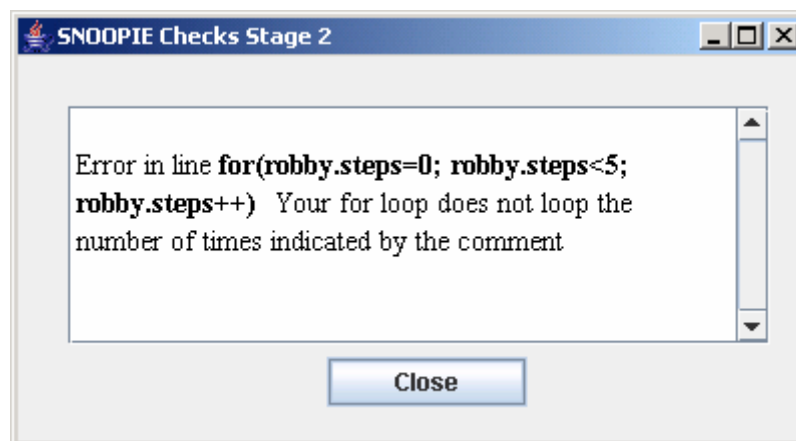 SNOOPIE Checks Stage 2
Error in line for(robby.steps=0; robby.steps<5;
robby.steps++) Your for loop does not loop the
number of times indicated by the comment
Close